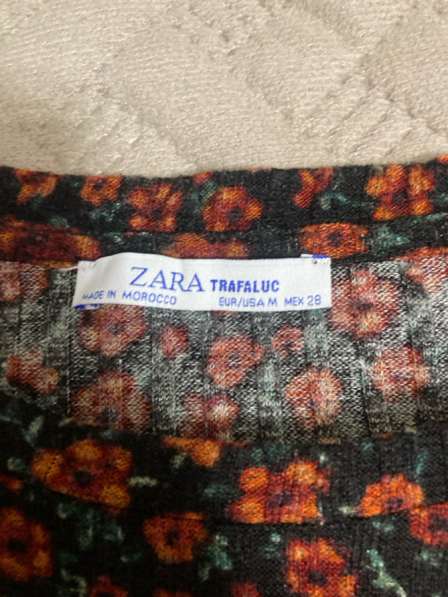 ZARA TRAFALUC
MADE IN MOROCCO EUR/USA M MEX 28